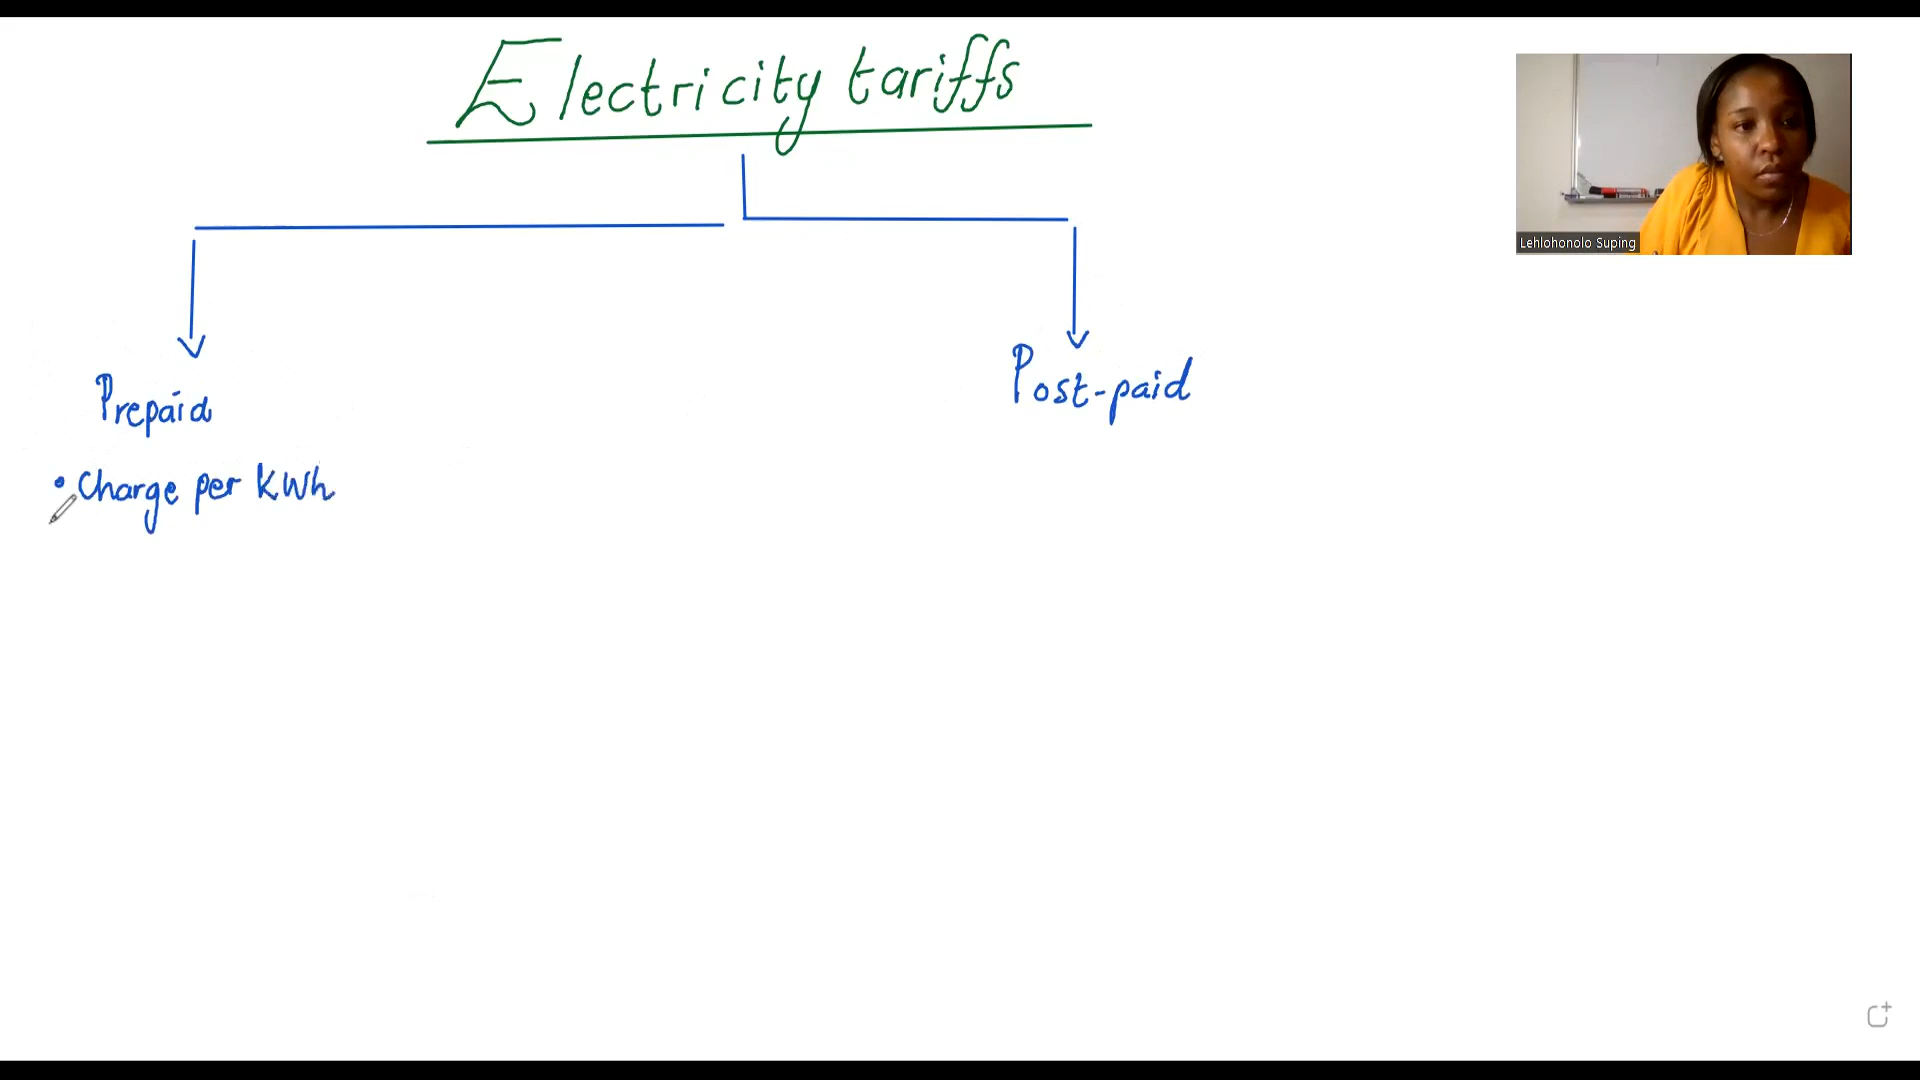 Electricity tariffs
Lehlohonolo Suping
Prepaid
Post-paid
• Charge per kWh